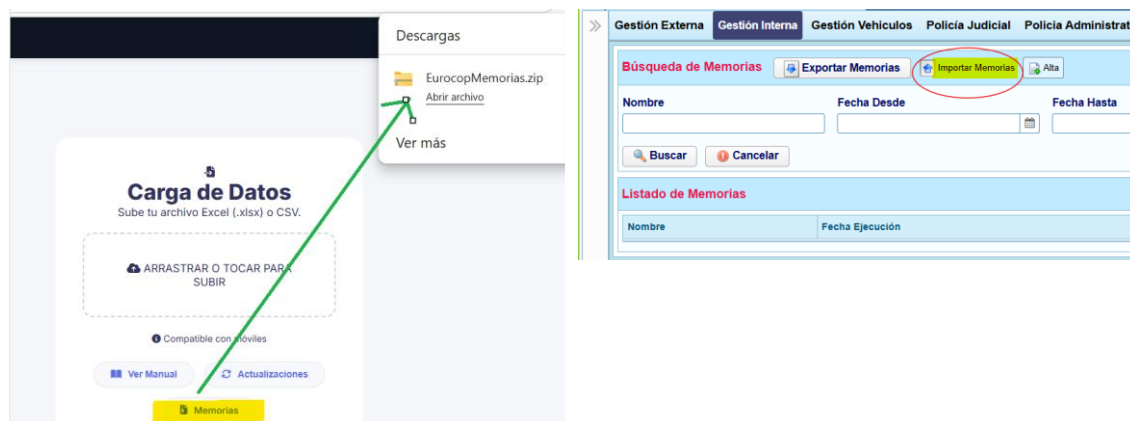 Descargas
EurocopMemorias.zip
Abrir archivo
Ver más
Carga de Datos
Sube tu archivo Excel (.xlsx) o CSV.
ARRASTRAR O TOCAR PARA
SUBIR
Compatible con móviles
Ver Manual
Actualizaciones
Memorias
Gestión Externa Gestión Interna Gestión Vehiculos Policía Judicial Policia Administrat
Búsqueda de Memorias Exportar Memorias Importar Memorias Alta
Nombre Fecha Desde Fecha Hasta
Buscar Cancelar
Listado de Memorias
Nombre Fecha Ejecución